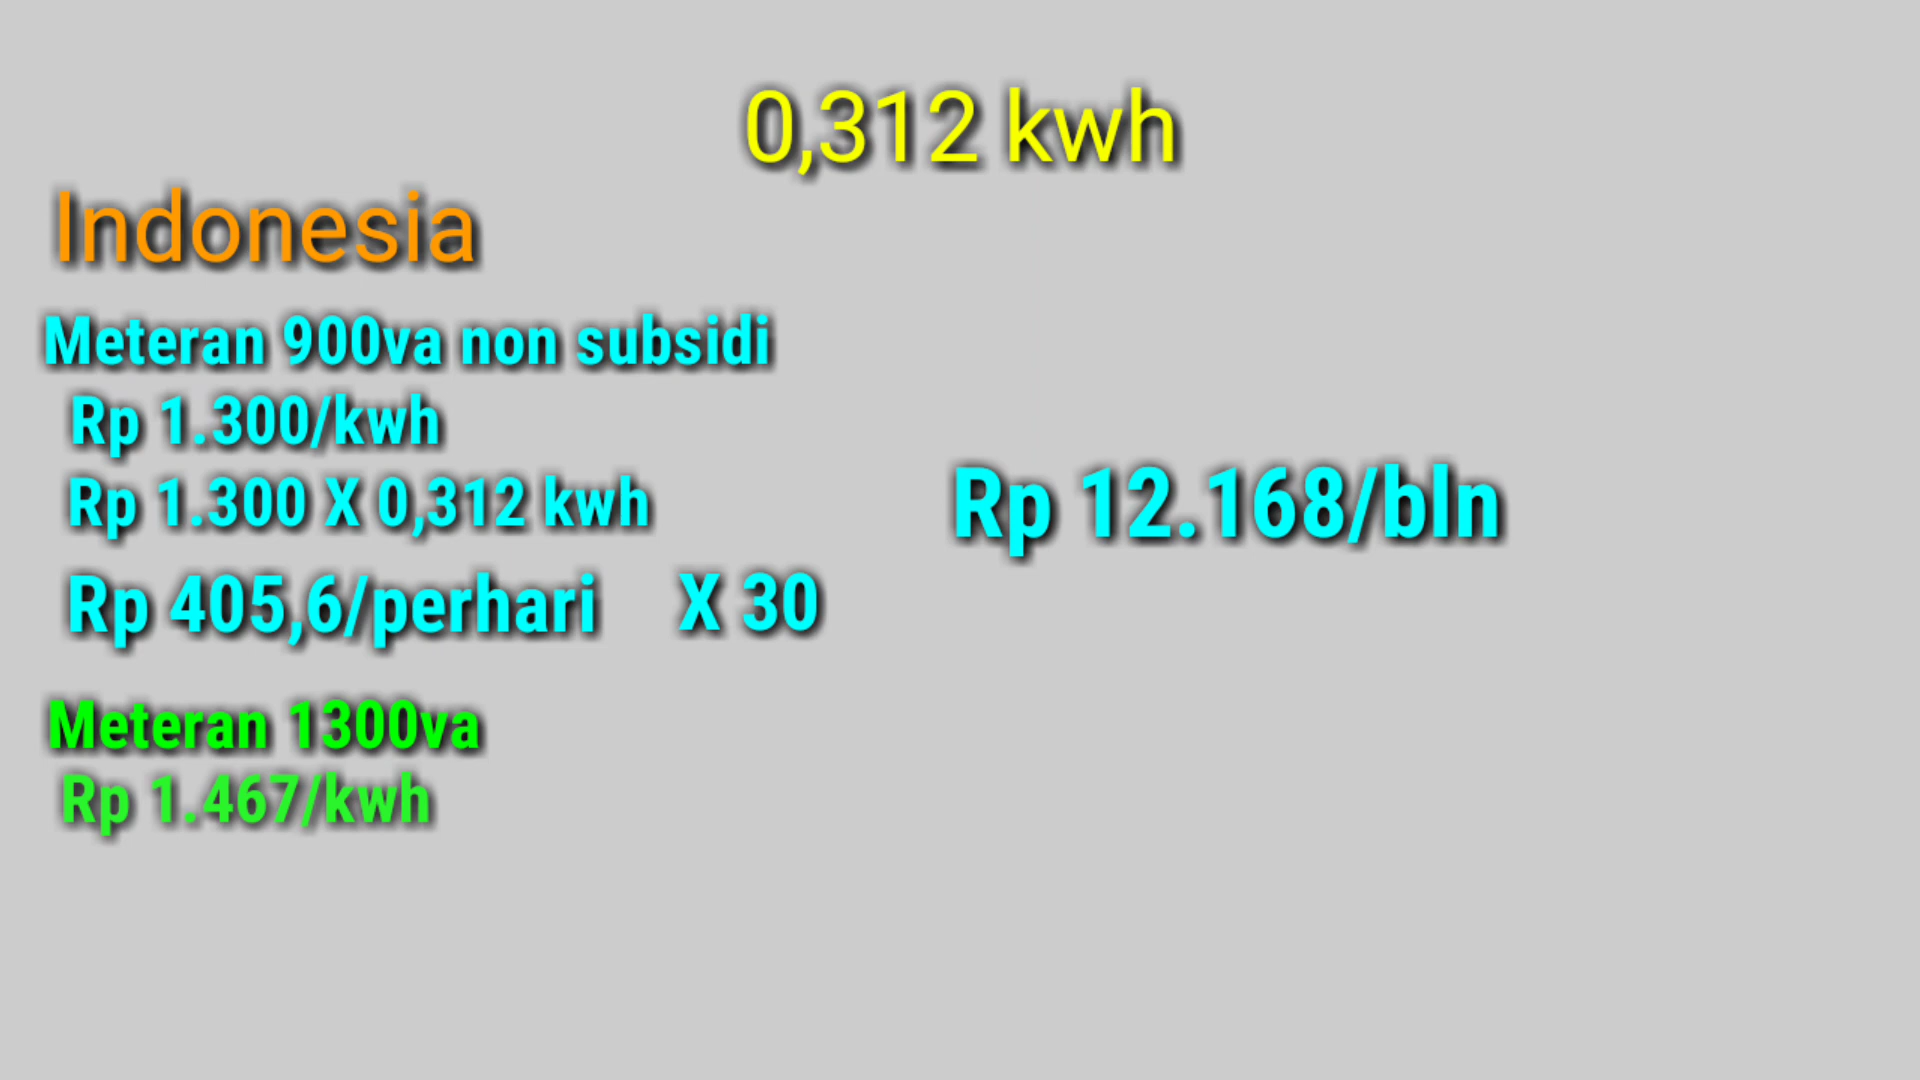 0,312 kwh
Indonesia
Meteran 900va non subsidi
Rp 1.300/kwh
Rp 1.300 X 0,312 kwh
Rp 12.168/bln
Rp 405,6/perhari X 30
Meteran 1300va
Rp 1.467/kwh